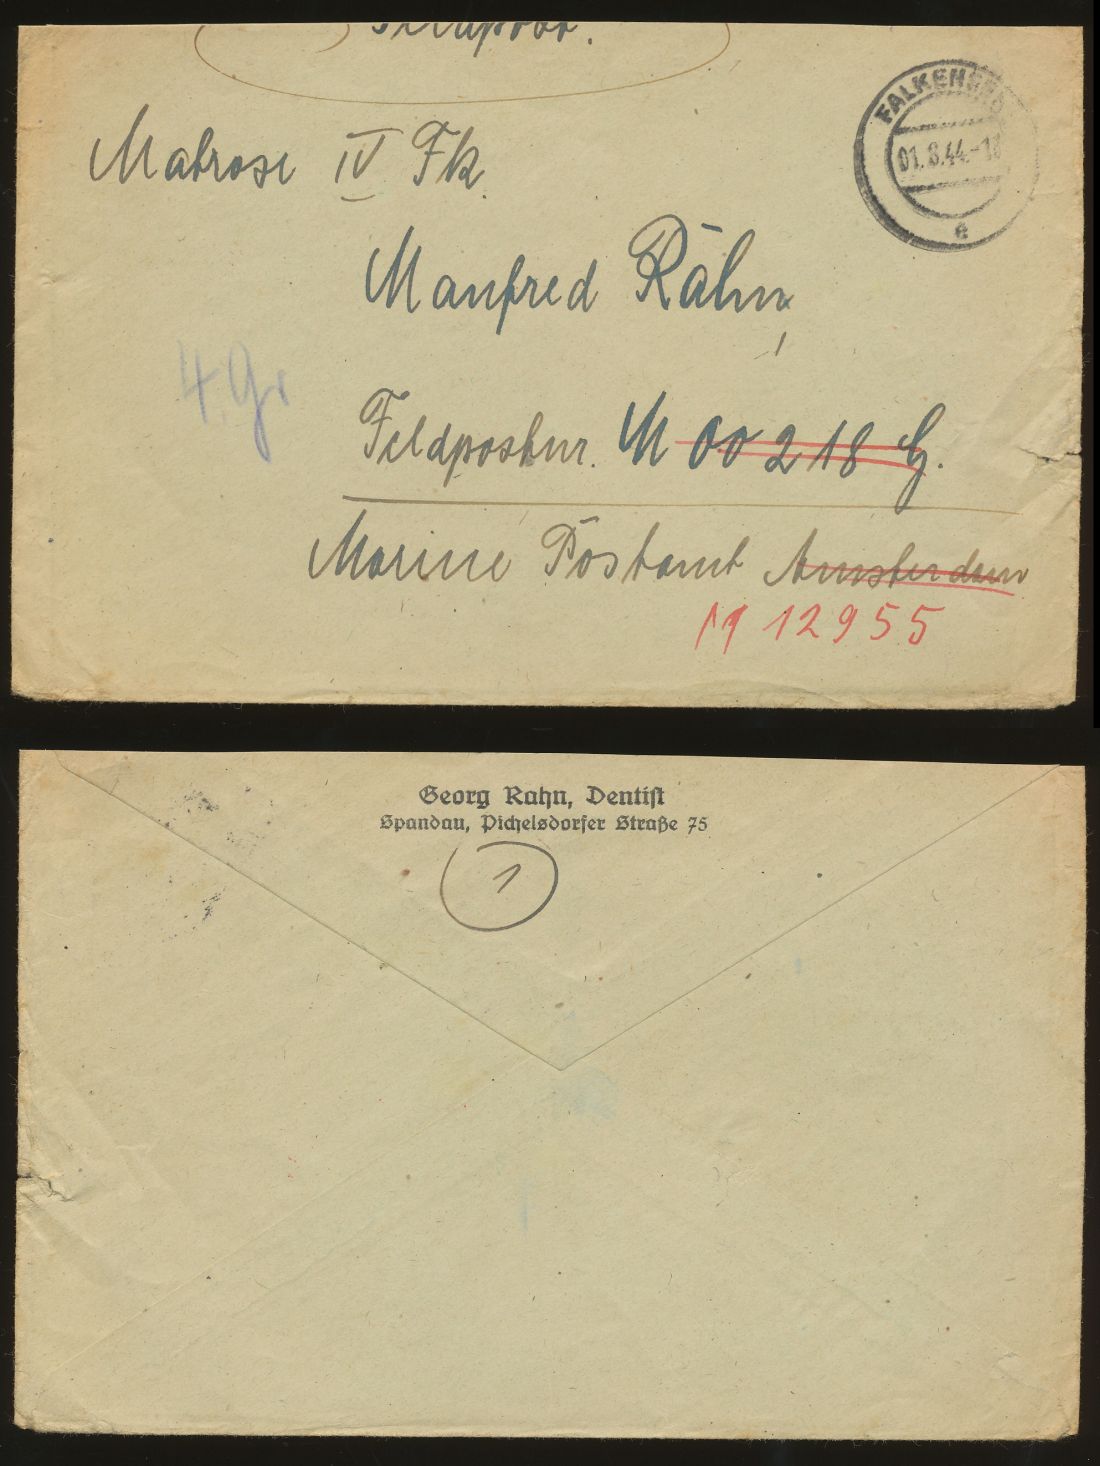 Feldpost.
FALKENSEE
01.8.44.-18
e
Matrose IV Fk
Manfred Rahn,
4. Gr
Feldpostnr. M 00218 G.
Marine Postamt Amsterdam
M 12955
Georg Rahn, Dentist
Spandau, Pichelsdorfer Straße 75
1